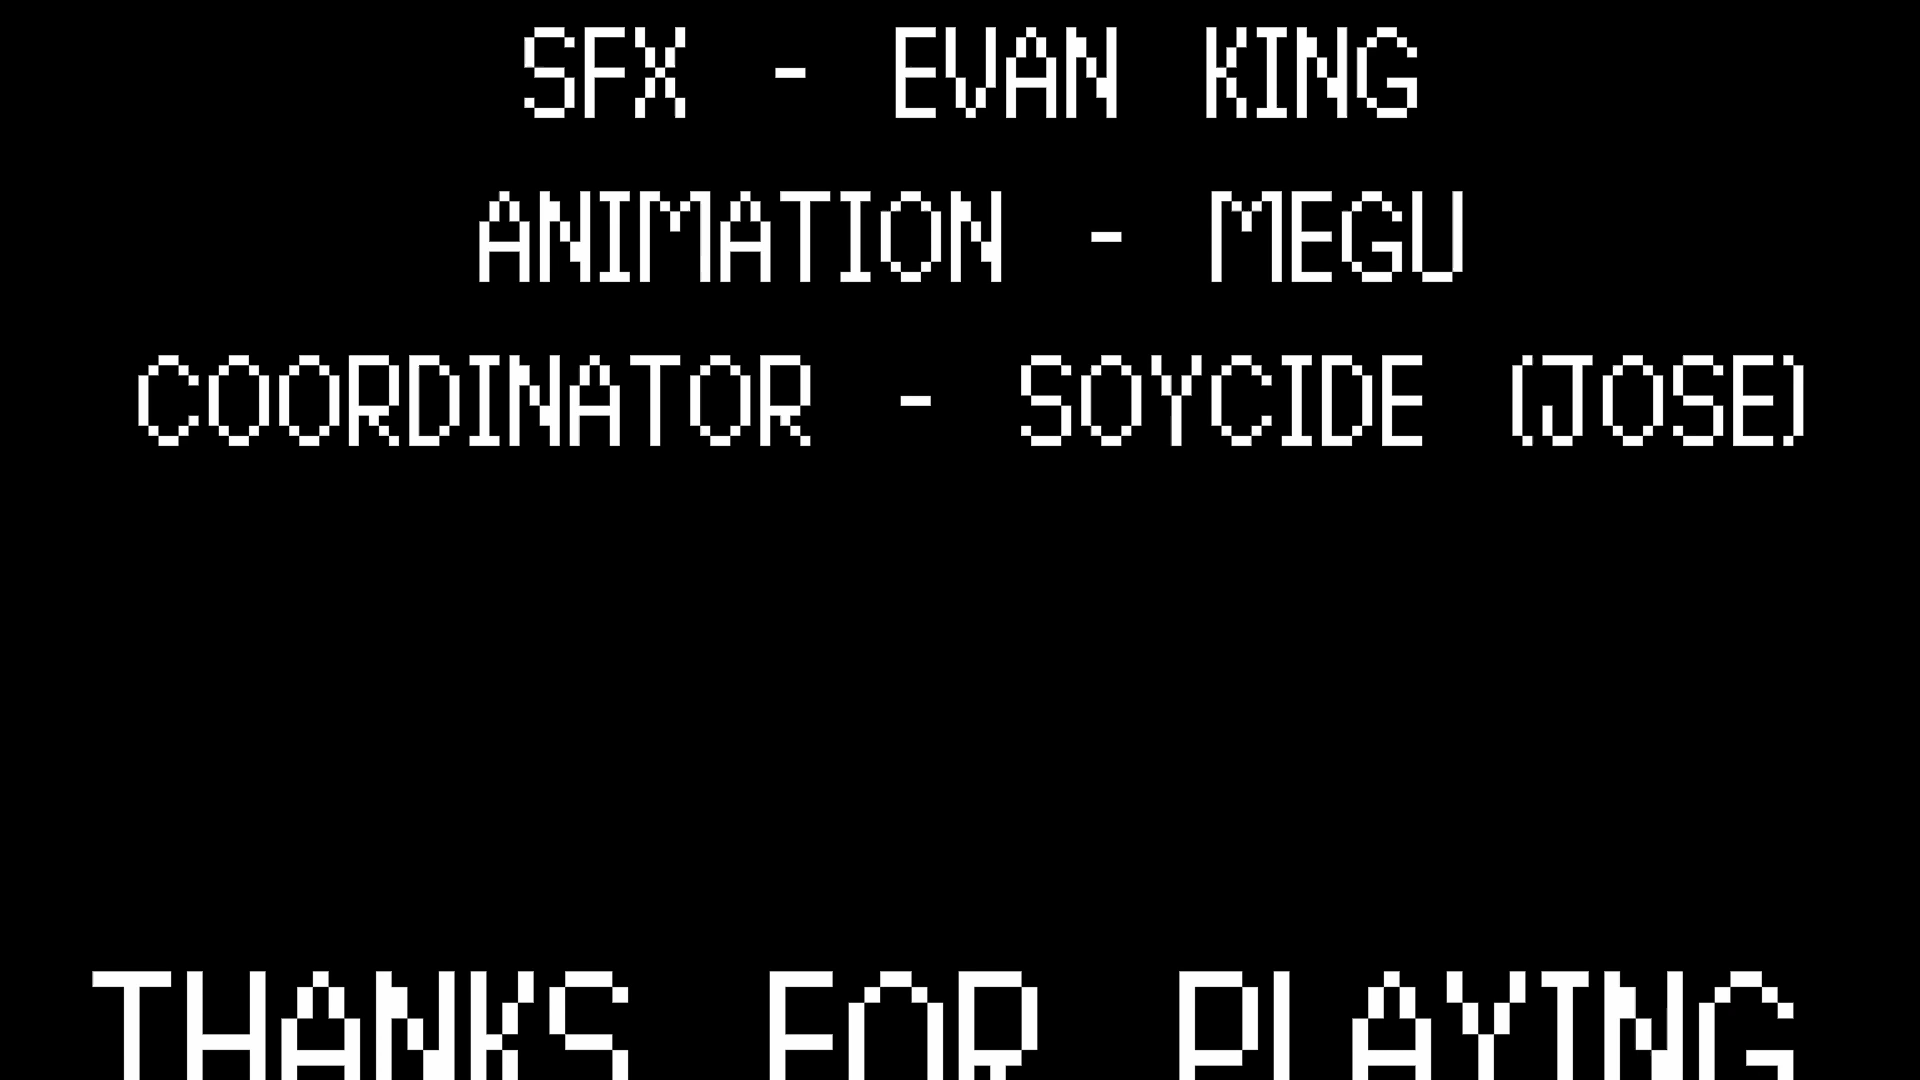 SFX - EVAN KING
ANIMATION - MEGU
COORDINATOR - SOYCIDE (JOSE)
THANKS FOR PLAYING